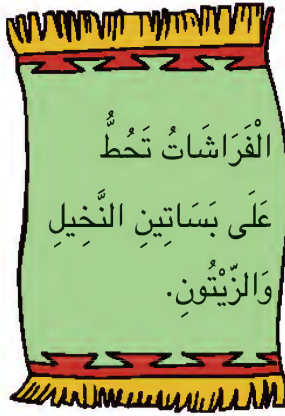 الْفَرَاشَاتُ تَحُطُّ
عَلَى بَسَاتِينِ النَّخِيلِ
وَالزَّيْتُونِ.